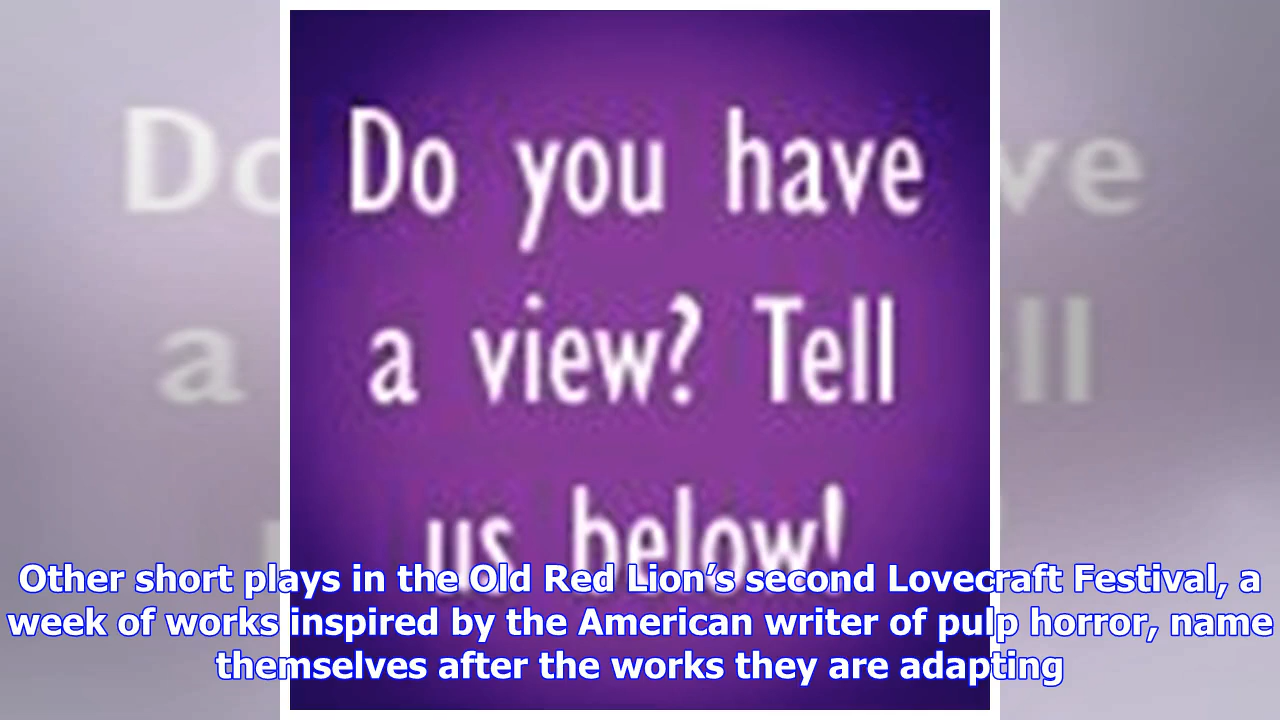 Do you have
a view? Tell
us below!
Other short plays in the Old Red Lion’s second Lovecraft Festival, a
week of works inspired by the American writer of pulp horror, name
themselves after the works they are adapting